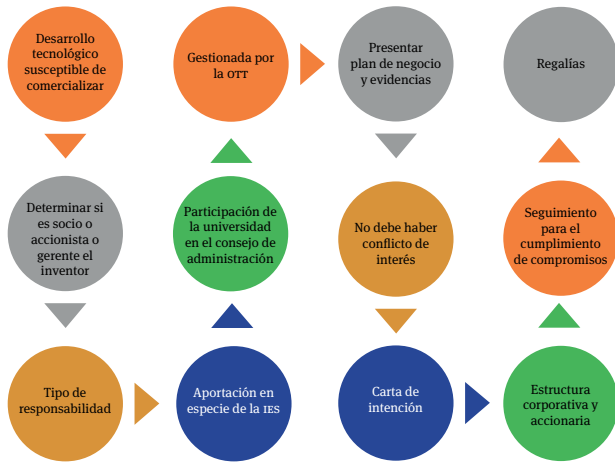 Desarrollo
tecnológico
susceptible de
comercializar
Determinar si
es socio o
accionista o
gerente el
inventor
Tipo de
responsabilidad
Aportación en
especie de la IES
Participación de
la universidad
en el consejo de
administración
Gestionada por
la OTT
Presentar
plan de negocio
y evidencias
No debe haber
conflicto de
interés
Carta de
intención
Estructura
corporativa y
accionaria
Seguimiento
para el
cumplimiento
de compromisos
Regalías